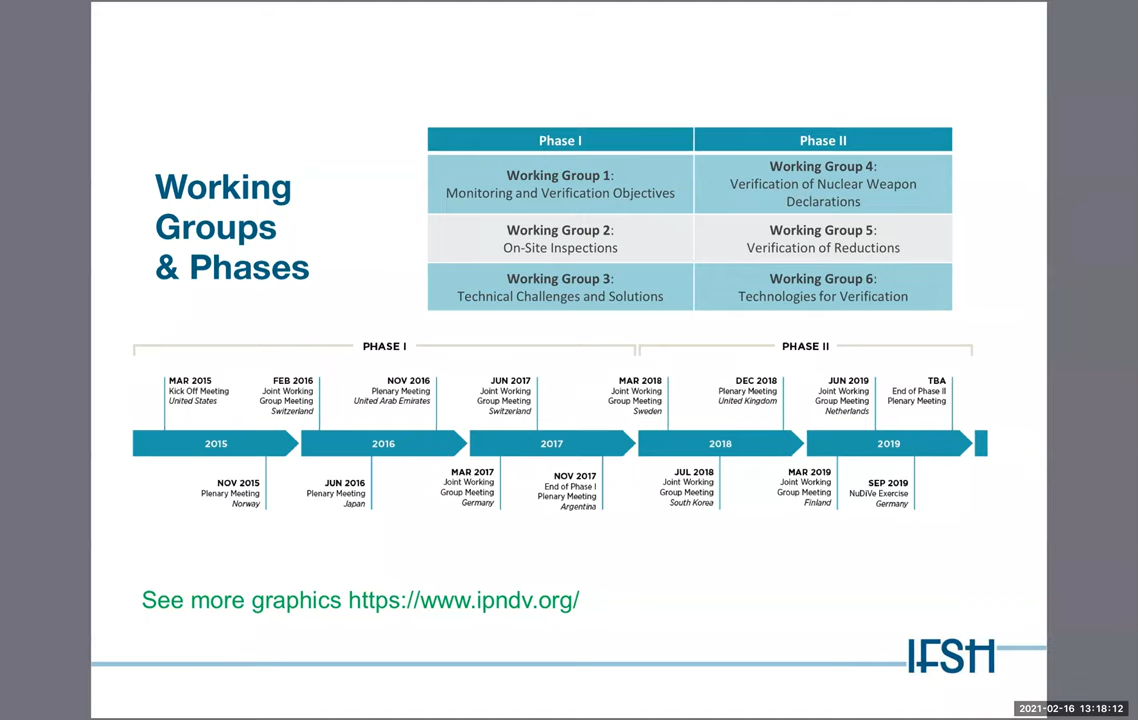 Working
Groups
& Phases
Phase I
Phase II
Working Group 1:
Monitoring and Verification Objectives
Working Group 4:
Verification of Nuclear Weapon
Declarations
Working Group 2:
On-Site Inspections
Working Group 5:
Verification of Reductions
Working Group 3:
Technical Challenges and Solutions
Working Group 6:
Technologies for Verification
PHASE I
PHASE II
MAR 2015
Kick Off Meeting
United States
FEB 2016
Joint Working
Group Meeting
Switzerland
NOV 2016
Plenary Meeting
United Arab Emirates
JUN 2017
Joint Working
Group Meeting
Switzerland
MAR 2018
Joint Working
Group Meeting
Sweden
DEC 2018
Plenary Meeting
United Kingdom
JUN 2019
Joint Working
Group Meeting
Netherlands
TBA
End of Phase II
Plenary Meeting
2015
2016
2017
2018
2019
NOV 2015
Plenary Meeting
Norway
JUN 2016
Plenary Meeting
Japan
MAR 2017
Joint Working
Group Meeting
Germany
NOV 2017
End of Phase I
Plenary Meeting
Argentina
JUL 2018
Joint Working
Group Meeting
South Korea
MAR 2019
Joint Working
Group Meeting
Finland
SEP 2019
NuDiVe Exercise
Germany
See more graphics https://www.ipndv.org/
IFSH
2021-02-16 13:18:12